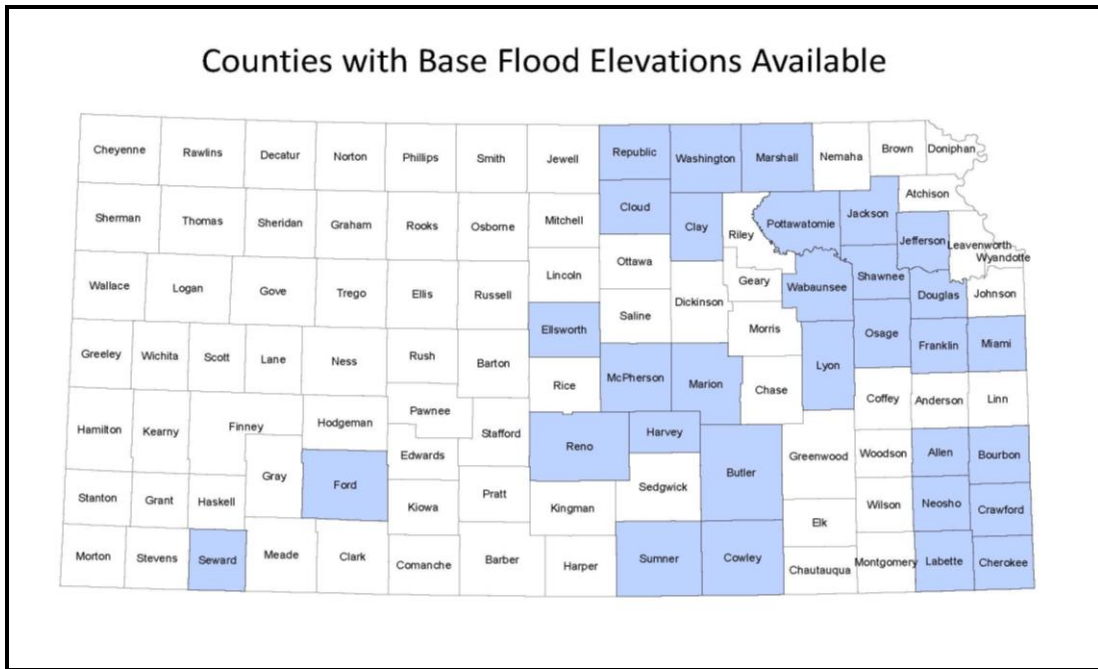 Counties with Base Flood Elevations Available
Cheyenne
Rawlins
Decatur
Norton
Phillips
Smith
Jewell
Republic
Washington
Marshall
Nemaha
Brown
Doniphan
Atchison
Sherman
Thomas
Sheridan
Graham
Rooks
Osborne
Mitchell
Cloud
Clay
Riley
Pottawatomie
Jackson
Jefferson
Leavenworth
Wyandotte
Wallace
Logan
Gove
Trego
Ellis
Russell
Lincoln
Ottawa
Dickinson
Geary
Wabaunsee
Shawnee
Douglas
Johnson
Ellsworth
Saline
Morris
Osage
Franklin
Miami
Greeley
Wichita
Scott
Lane
Ness
Rush
Barton
Rice
McPherson
Marion
Chase
Lyon
Coffey
Anderson
Linn
Hamilton
Kearny
Finney
Hodgeman
Pawnee
Stafford
Reno
Harvey
Butler
Greenwood
Woodson
Allen
Bourbon
Gray
Ford
Edwards
Pratt
Sedgwick
Stanton
Grant
Haskell
Kiowa
Kingman
Elk
Wilson
Neosho
Crawford
Morton
Stevens
Seward
Meade
Clark
Comanche
Barber
Harper
Sumner
Cowley
Chautauqua
Montgomery
Labette
Cherokee